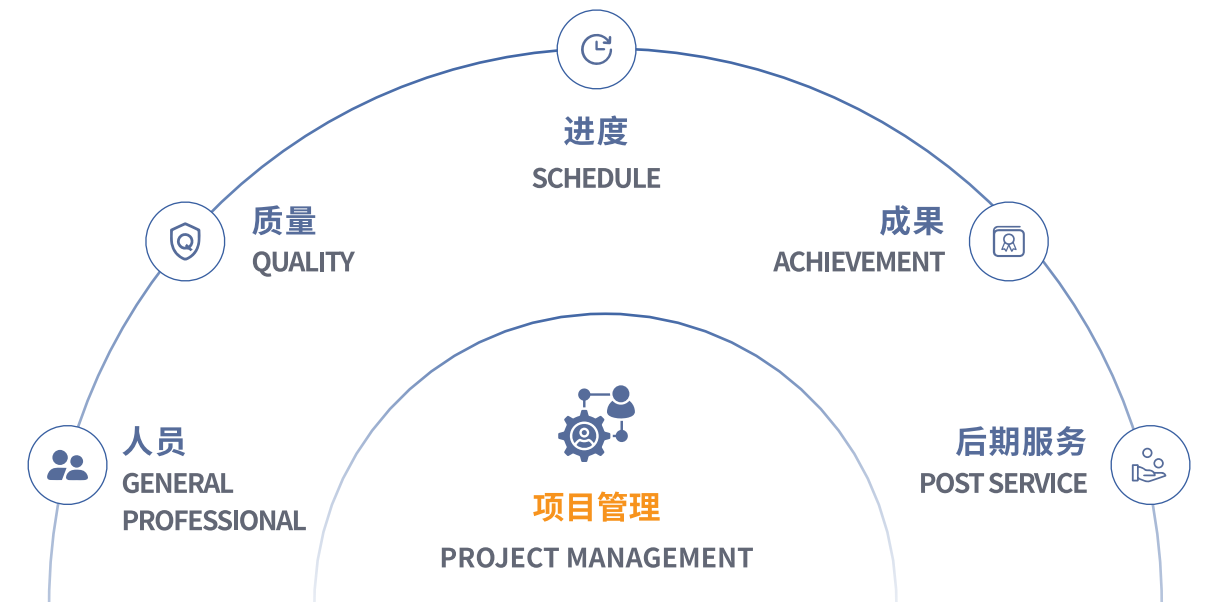 进度
SCHEDULE
质量
QUALITY
成果
ACHIEVEMENT
人员
GENERAL
PROFESSIONAL
后期服务
POST SERVICE
项目管理
PROJECT MANAGEMENT